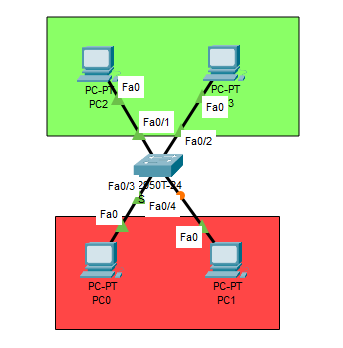 PC-PT
PC2
Fa0
PC-PT
3
Fa0
Fa0/1
Fa0/2
Fa0/3
2950T-24
S
Fa0/4
Fa0
Fa0
PC-PT
PC0
PC-PT
PC1